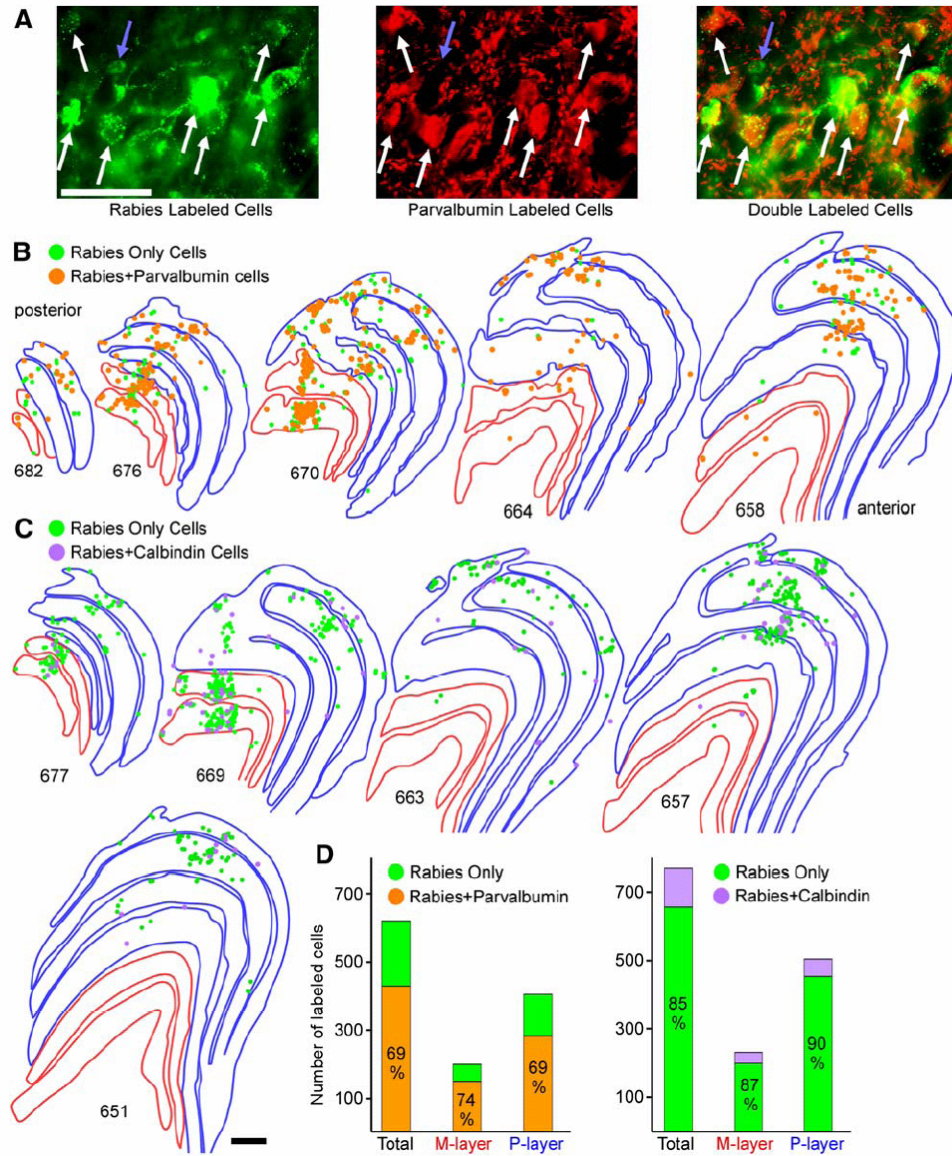 A
Rabies Labeled Cells
Parvalbumin Labeled Cells
Double Labeled Cells
B
Rabies Only Cells
Rabies+Parvalbumin cells
posterior
682
676
670
664
658
anterior
C
Rabies Only Cells
Rabies+Calbindin Cells
677
669
663
657
651
D
Rabies Only
Rabies+Parvalbumin
Number of labeled cells
700
500
300
100
69
%
74
%
69
%
Total
M-layer
P-layer
Rabies Only
Rabies+Calbindin
700
500
300
100
85
%
87
%
90
%
Total
M-layer
P-layer